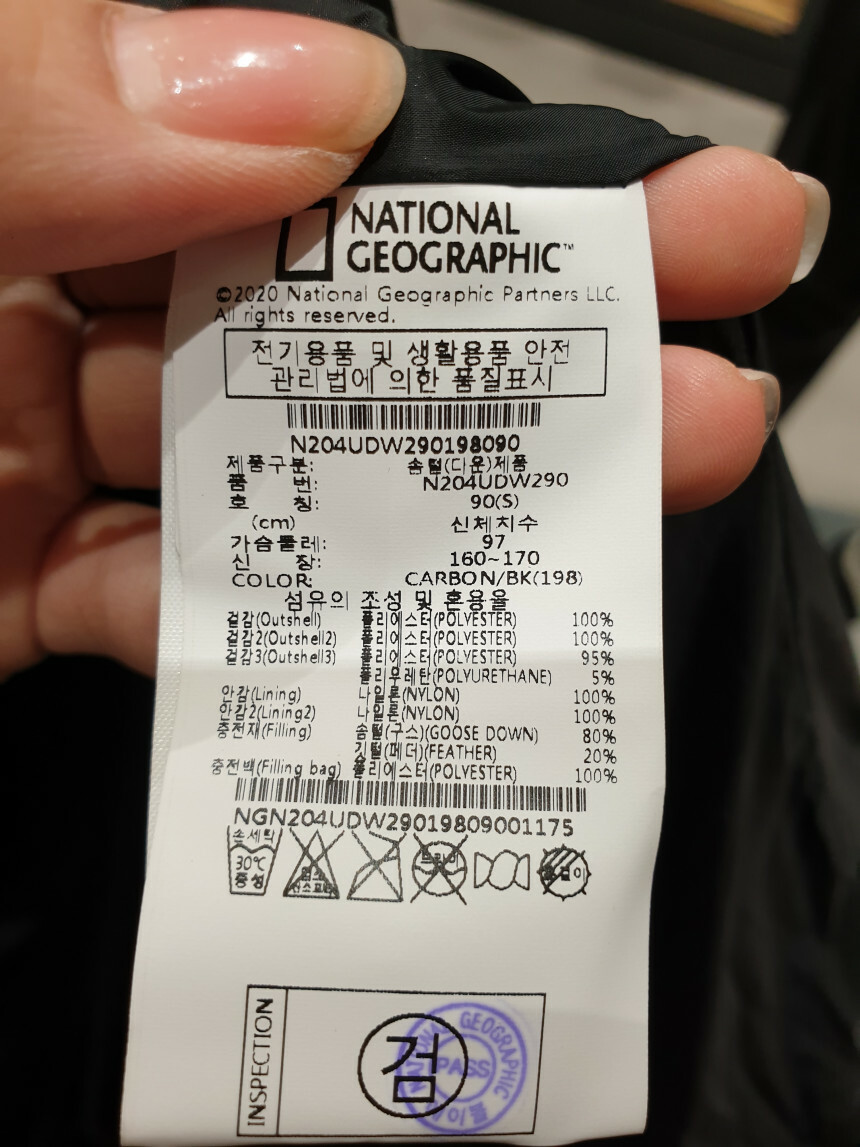 NATIONAL
GEOGRAPHIC™
©2020 National Geographic Partners LLC.
All rights reserved.
전기용품 및 생활용품 안전
관리법에 의한 품질표시
N204UDW290198090
제품구분: 솜털(다운)제품
품 번: N204UDW290
호 칭: 90(S)
(cm) 신체치수
가슴둘레: 97
신 장: 160~170
COLOR: CARBON/BK(198)
섬유의 조성 및 혼용율
겉감(Outshell) 폴리에스터(POLYESTER) 100%
겉감2(Outshell2) 폴리에스터(POLYESTER) 100%
겉감3(Outshell3) 폴리에스터(POLYESTER) 95%
폴리우레탄(POLYURETHANE) 5%
안감(Lining) 나일론(NYLON) 100%
안감2(Lining2) 나일론(NYLON) 100%
충전재(Filling) 솜털(구스)(GOOSE DOWN) 80%
깃털(페더)(FEATHER) 20%
충전백(Filling bag) 폴리에스터(POLYESTER) 100%
NGN204UDW29019809001175
손세탁
30℃
중성
드라이
INSPECTION
검
GEOGRAPHIC
PASS